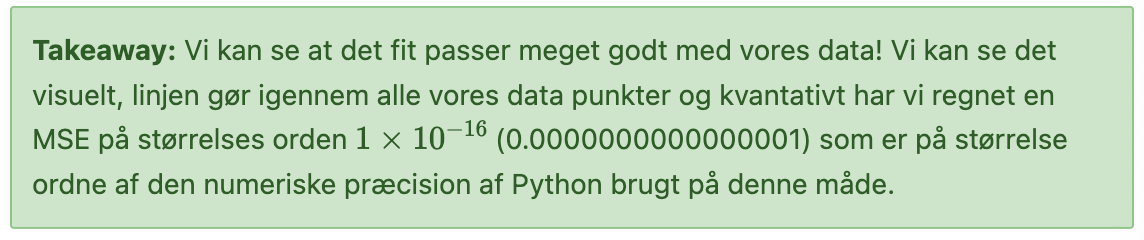 Takeaway: Vi kan se at det fit passer meget godt med vores data! Vi kan se det
visuelt, linjen gør igennem alle vores data punkter og kvantativt har vi regnet en
MSE på størrelses orden 1 × 10⁻¹⁶ (0.0000000000000001) som er på størrelse
ordne af den numeriske præcision af Python brugt på denne måde.